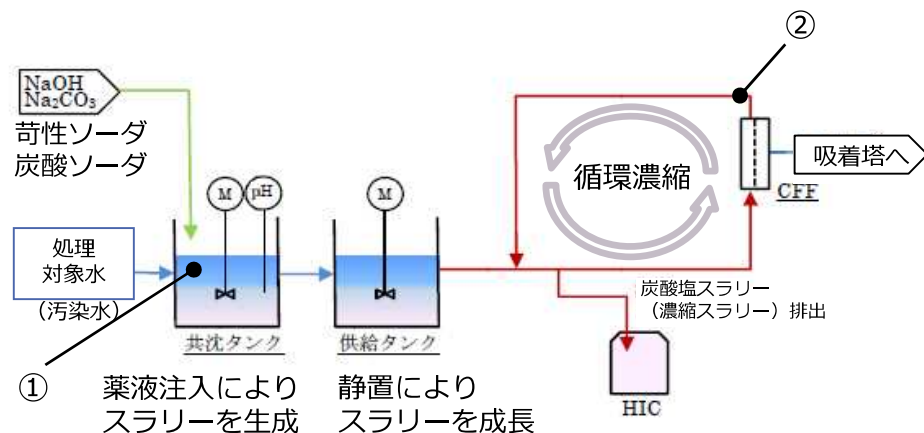 ②
NaOH
Na₂CO₃
苛性ソーダ
炭酸ソーダ
吸着塔へ
循環濃縮
CFF
M
pH
M
処理
対象水
（汚染水）
炭酸塩スラリー
（濃縮スラリー）排出
共沈タンク
供給タンク
①
薬液注入により
スラリーを生成
静置により
スラリーを成長
HIC